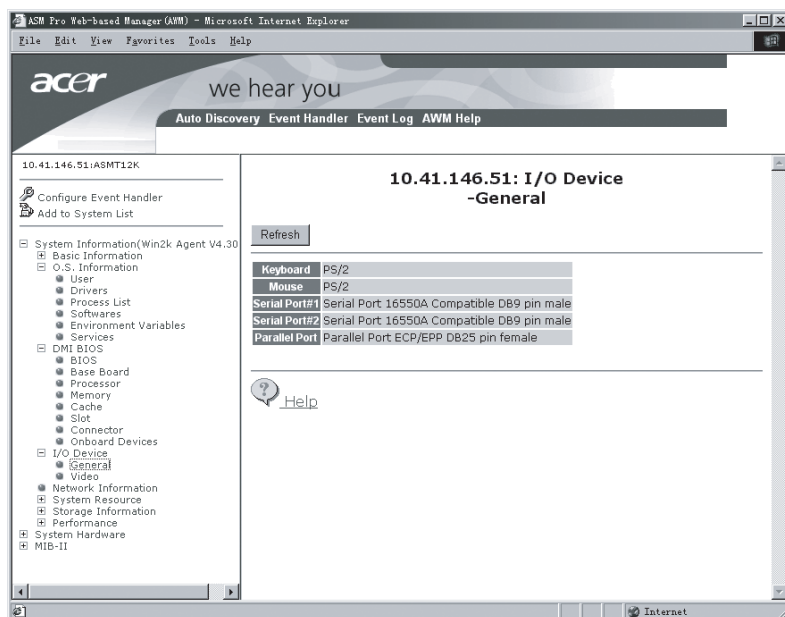 ASM Pro Web-based Manager(AWM) - Microsoft Internet Explorer
File Edit View Favorites Tools Help
acer
we hear you
Auto Discovery Event Handler Event Log AWM Help
10.41.146.51:ASMT12K
Configure Event Handler
Add to System List
System Information(Win2k Agent V4.30
Basic Information
O.S. Information
User
Drivers
Process List
Softwares
Environment Variables
Services
DMI BIOS
BIOS
Base Board
Processor
Memory
Cache
Slot
Connector
Onboard Devices
I/O Device
General
Video
Network Information
System Resource
Storage Information
Performance
System Hardware
MIB-II
10.41.146.51: I/O Device
-General
Refresh
Keyboard PS/2
Mouse PS/2
Serial Port#1 Serial Port 16550A Compatible DB9 pin male
Serial Port#2 Serial Port 16550A Compatible DB9 pin male
Parallel Port Parallel Port ECP/EPP DB25 pin female
? Help
Internet